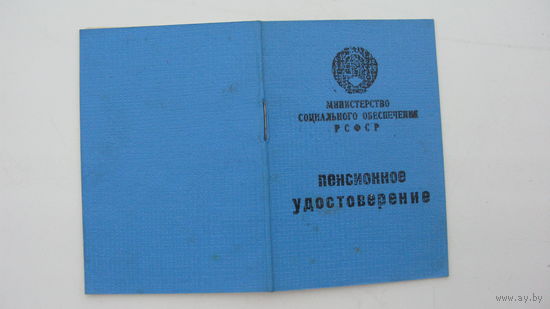 МИНИСТЕРСТВО
СОЦИАЛЬНОГО ОБЕСПЕЧЕНИЯ
РСФСР
пенсионное
удостоверение
www.ay.by